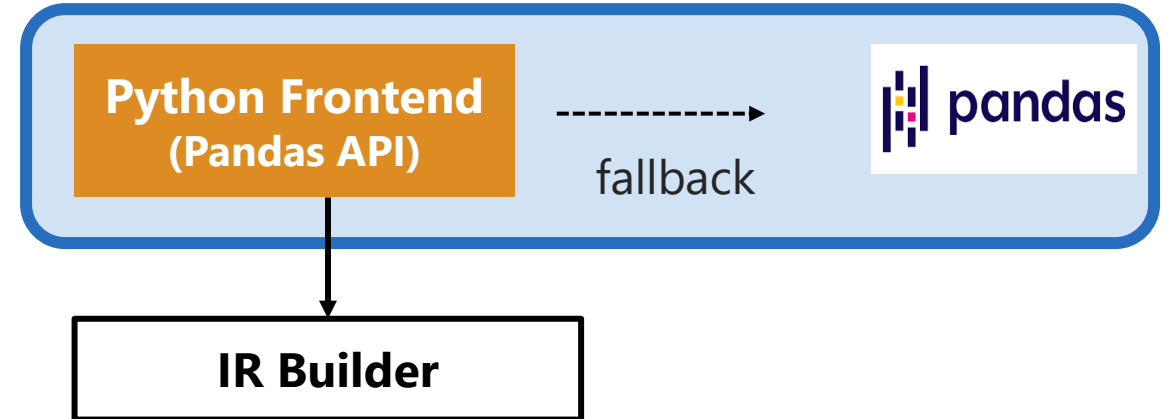 Python Frontend
(Pandas API)
fallback
pandas
IR Builder